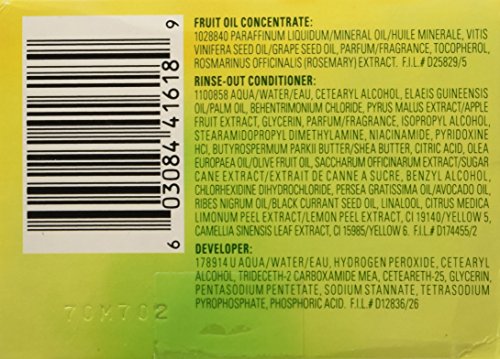 FRUIT OIL CONCENTRATE:
1028840 PARAFFINUM LIQUIDUM/MINERAL OIL/HUILE MINERALE, VITIS
VINIFERA SEED OIL/GRAPE SEED OIL, PARFUM/FRAGRANCE, TOCOPHEROL,
ROSMARINUS OFFICINALIS (ROSEMARY) EXTRACT. F.I.L.# D25829/5
RINSE-OUT CONDITIONER:
1100858 AQUA/WATER/EAU, CETEARYL ALCOHOL, ELAEIS GUINEENSIS
OIL/PALM OIL, BEHENTRIMONIUM CHLORIDE, PYRUS MALUS EXTRACT/APPLE
FRUIT EXTRACT, GLYCERIN, PARFUM/FRAGRANCE, ISOPROPYL ALCOHOL,
STEARAMIDOPROPYL DIMETHYLAMINE, NIACINAMIDE, PYRIDOXINE
HCI, BUTYROSPERMUM PARKII BUTTER/SHEA BUTTER, CITRIC ACID, OLEA
EUROPAEA OIL/OLIVE FRUIT OIL, SACCHARUM OFFICINARUM EXTRACT/SUGAR
CANE EXTRACT/EXTRAIT DE CANNE A SUCRE, BENZYL ALCOHOL,
CHLORHEXIDINE DIHYDROCHLORIDE, PERSEA GRATISSIMA OIL/AVOCADO OIL,
RIBES NIGRUM OIL/BLACK CURRANT SEED OIL, LINALOOL, CITRUS MEDICA
LIMONUM PEEL EXTRACT/LEMON PEEL EXTRACT, CI 19140/YELLOW 5,
CAMELLIA SINENSIS LEAF EXTRACT, CI 15985/YELLOW 6. F.I.L.# D174455/2
DEVELOPER:
178914 U AQUA/WATER/EAU, HYDROGEN PEROXIDE, CETEARYL
ALCOHOL, TRIDECETH-2 CARBOXAMIDE MEA, CETEARETH-25, GLYCERIN,
PENTASODIUM PENTETATE, SODIUM STANNATE, TETRASODIUM
PYROPHOSPHATE, PHOSPHORIC ACID. F.I.L.# D12836/26
6 03084 41618 9
70M702